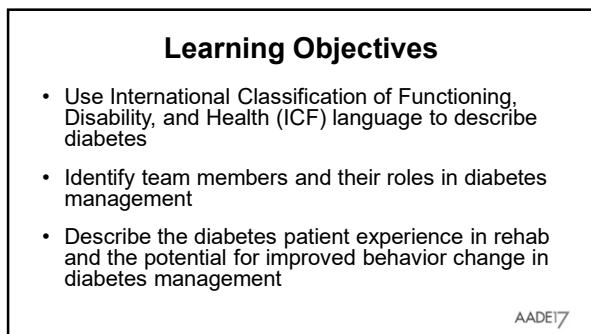 Learning Objectives
• Use International Classification of Functioning,
Disability, and Health (ICF) language to describe
diabetes
• Identify team members and their roles in diabetes
management
• Describe the diabetes patient experience in rehab
and the potential for improved behavior change in
diabetes management
AADE17